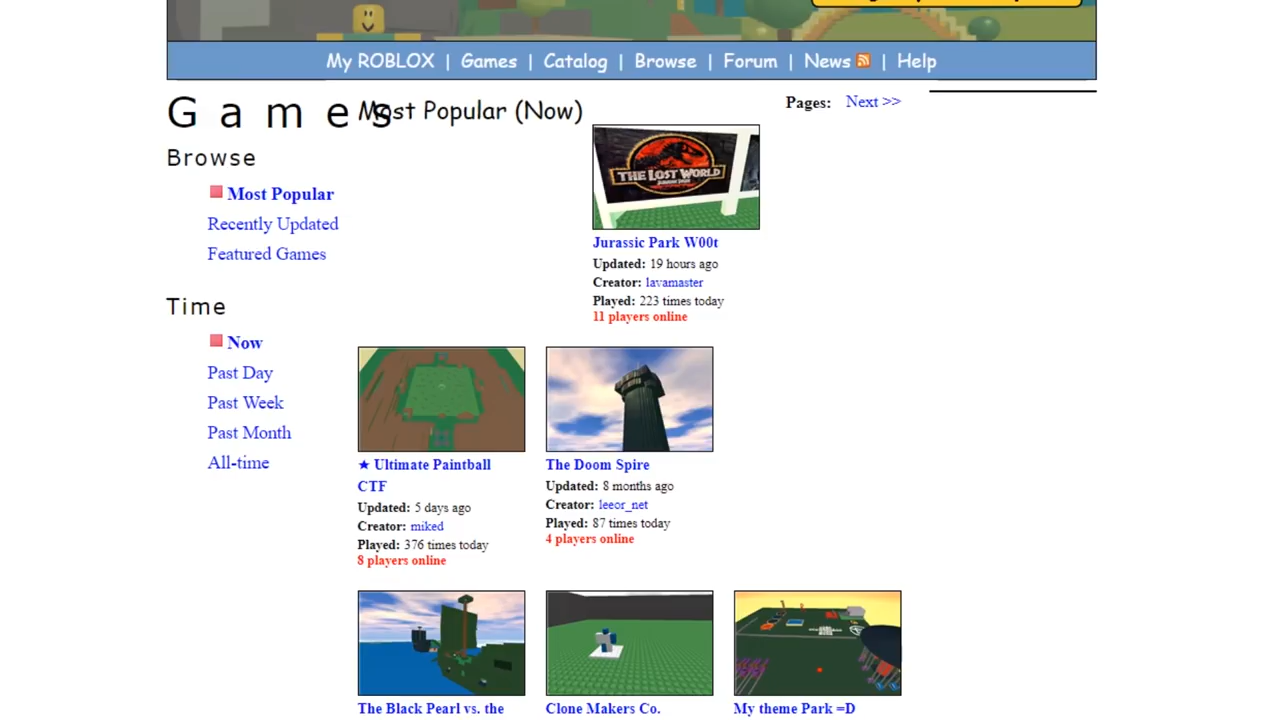 My ROBLOX | Games | Catalog | Browse | Forum | News | Help
Games
Most Popular (Now)
Pages: Next >>
Browse
Most Popular
Recently Updated
Featured Games
Time
Now
Past Day
Past Week
Past Month
All-time
THE LOST WORLD
JURASSIC PARK
Jurassic Park W00t
Updated: 19 hours ago
Creator: lavamaster
Played: 223 times today
11 players online
★ Ultimate Paintball
CTF
Updated: 5 days ago
Creator: miked
Played: 376 times today
8 players online
The Doom Spire
Updated: 8 months ago
Creator: leeor_net
Played: 87 times today
4 players online
The Black Pearl vs. the
Clone Makers Co.
My theme Park =D